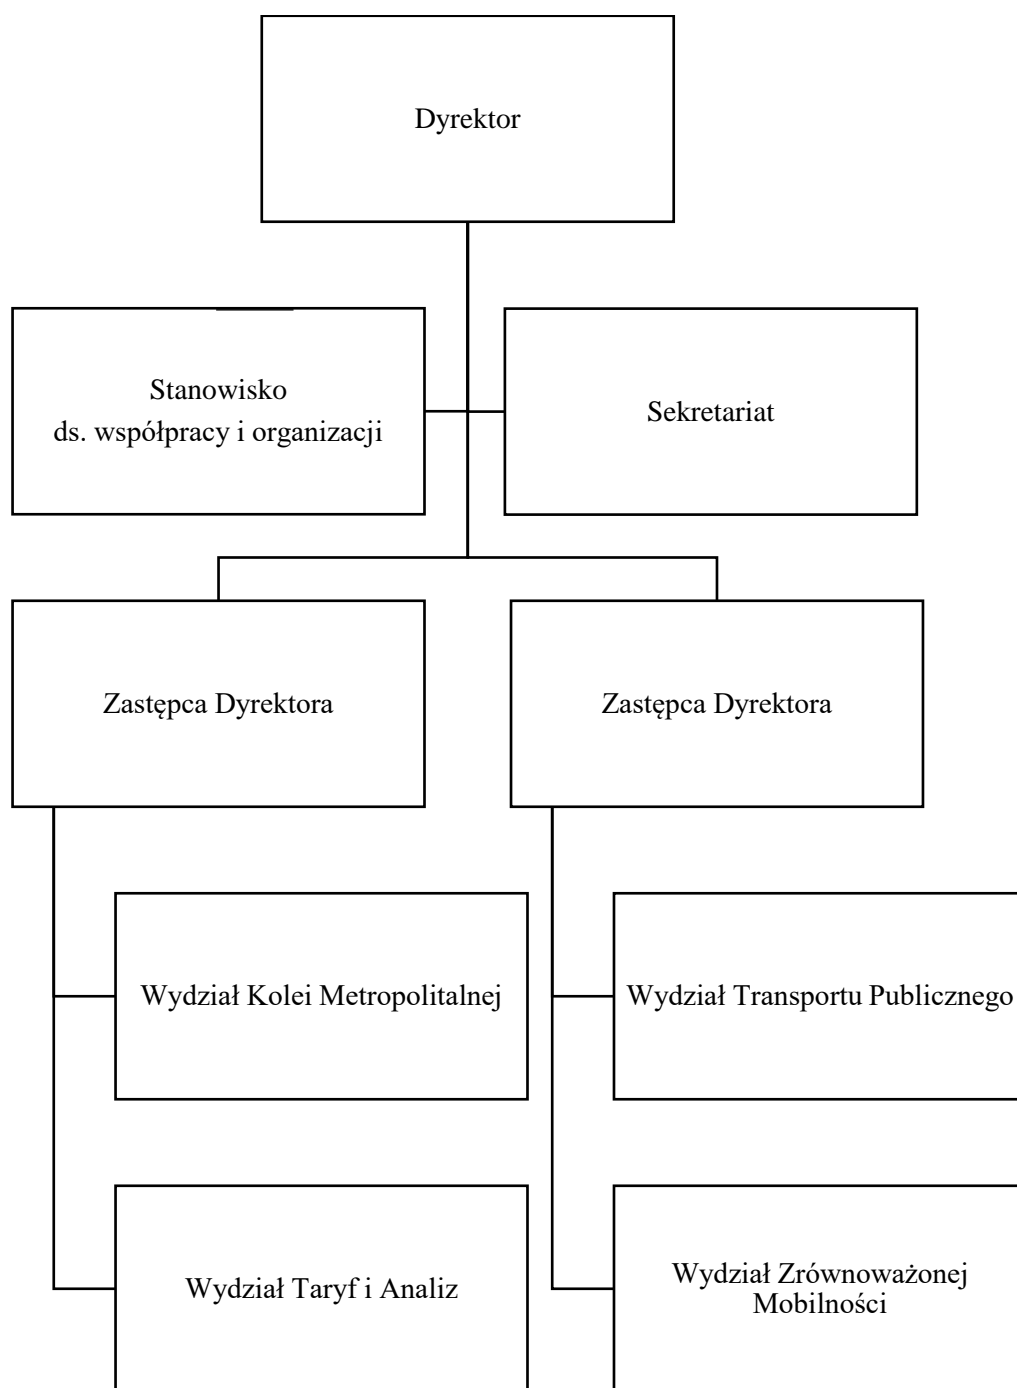 Dyrektor
Stanowisko
ds. współpracy i organizacji
Sekretariat
Zastępca Dyrektora
Zastępca Dyrektora
Wydział Kolei Metropolitalnej
Wydział Transportu Publicznego
Wydział Taryf i Analiz
Wydział Zrównoważonej
Mobilności